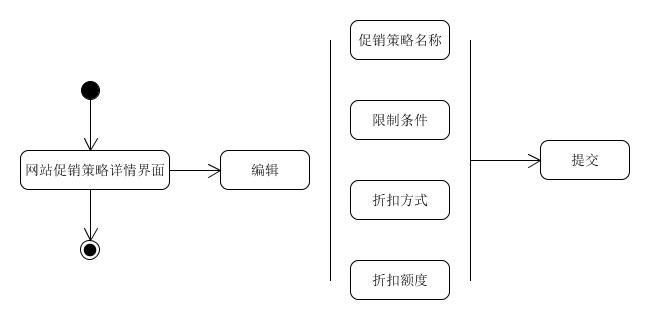 促销策略名称
限制条件
网站促销策略详情界面
编辑
提交
折扣方式
折扣额度